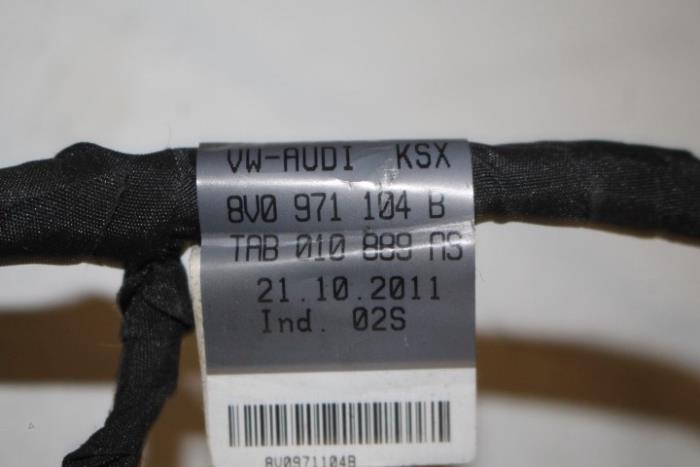 VW-AUDI KSX
8V0 971 104 B
TAB 010 889 AS
21.10.2011
Ind. 02S
8V0971104B